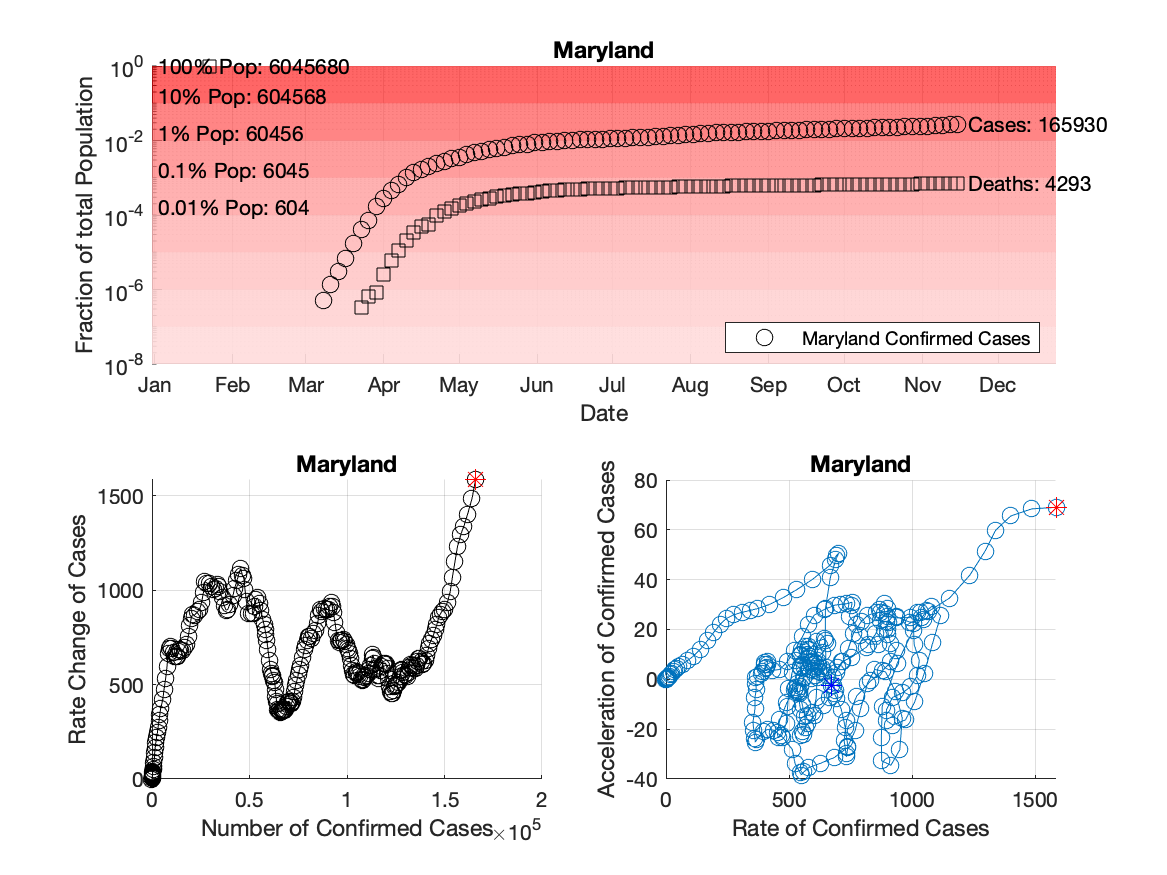 Maryland
Fraction of total Population
10^0
10^-2
10^-4
10^-6
10^-8
100% Pop: 6045680
10% Pop: 604568
1% Pop: 60456
0.1% Pop: 6045
0.01% Pop: 604
Cases: 165930
Deaths: 4293
Maryland Confirmed Cases
Jan Feb Mar Apr May Jun Jul Aug Sep Oct Nov Dec
Date
Maryland
Rate Change of Cases
1500
1000
500
0
0 0.5 1 1.5 2
Number of Confirmed Cases ×10^5
Maryland
Acceleration of Confirmed Cases
80
60
40
20
0
-20
-40
0 500 1000 1500
Rate of Confirmed Cases